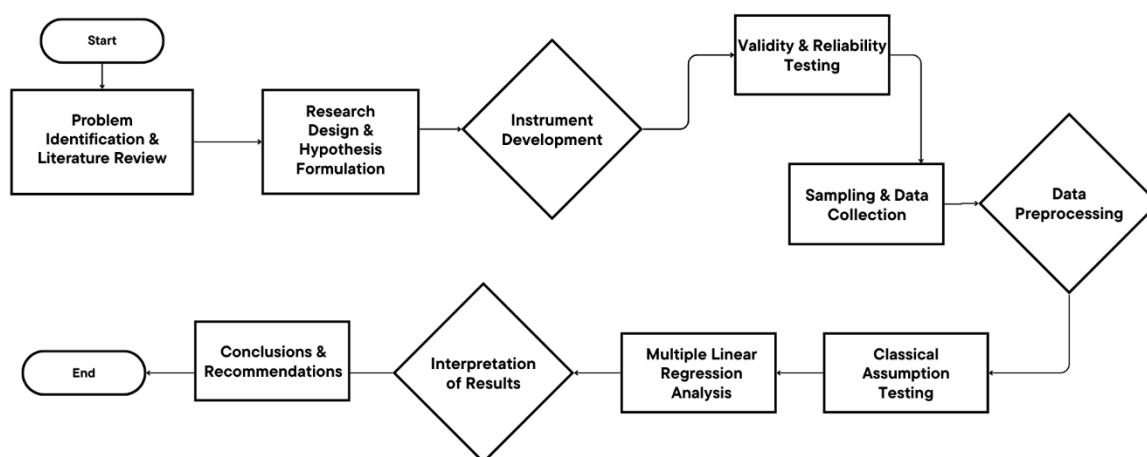 Start
Problem
Identification &
Literature Review
Research
Design &
Hypothesis
Formulation
Instrument
Development
Validity & Reliability
Testing
Sampling & Data
Collection
Data
Preprocessing
Classical
Assumption
Testing
Multiple Linear
Regression
Analysis
Interpretation
of Results
Conclusions &
Recommendations
End